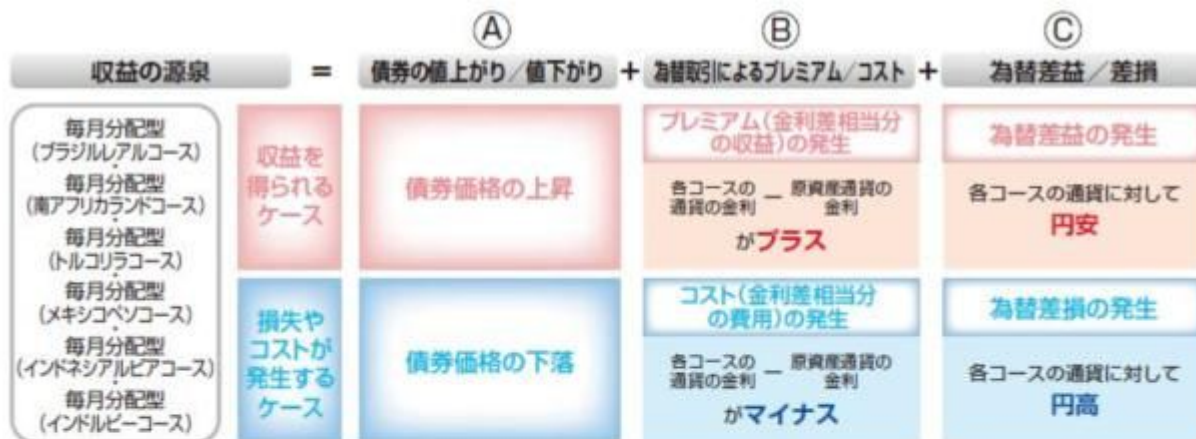 Ⓐ
Ⓑ
Ⓒ
収益の源泉 = 債券の値上がり/値下がり + 為替取引によるプレミアム/コスト + 為替差益/差損
毎月分配型
(ブラジルレアルコース)
毎月分配型
(南アフリカランドコース)
毎月分配型
(トルコリラコース)
毎月分配型
(メキシコペソコース)
毎月分配型
(インドネシアルピアコース)
毎月分配型
(インドルピーコース)
収益を
得られる
ケース
債券価格の上昇
プレミアム(金利差相当分
の収益)の発生
各コースの
通貨の金利
ー
原資産通貨の
金利
がプラス
為替差益の発生
各コースの通貨に対して
円安
損失や
コストが
発生する
ケース
債券価格の下落
コスト(金利差相当分
の費用)の発生
各コースの
通貨の金利
ー
原資産通貨の
金利
がマイナス
為替差損の発生
各コースの通貨に対して
円高